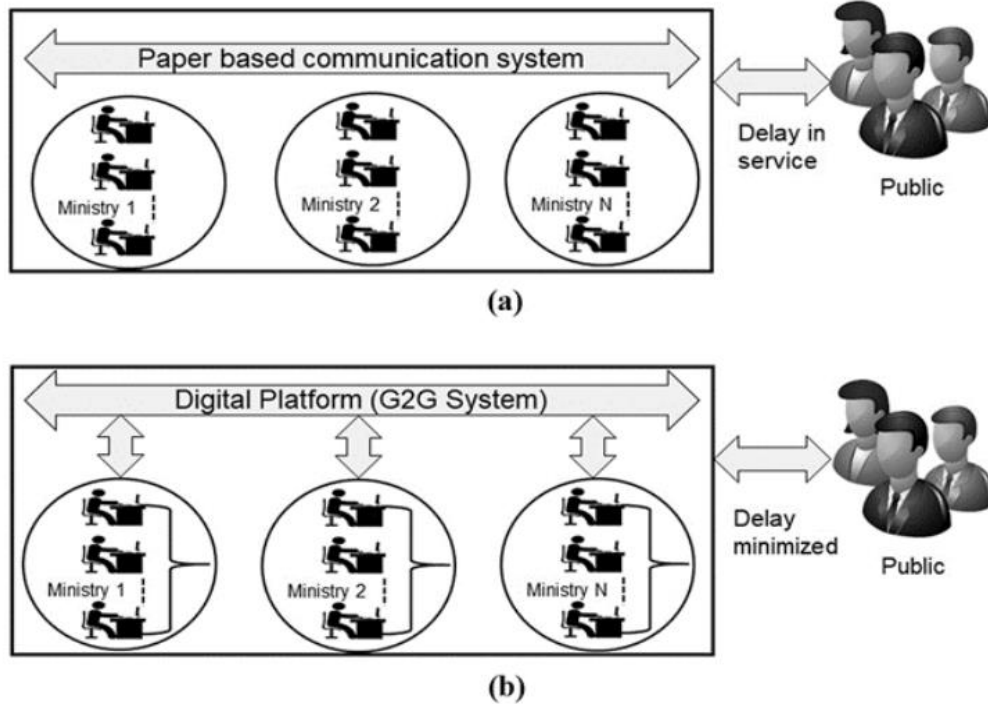 Paper based communication system
Ministry 1
Ministry 2
Ministry N
Delay in
service
Public
(a)
Digital Platform (G2G System)
Ministry 1
Ministry 2
Ministry N
Delay
minimized
Public
(b)